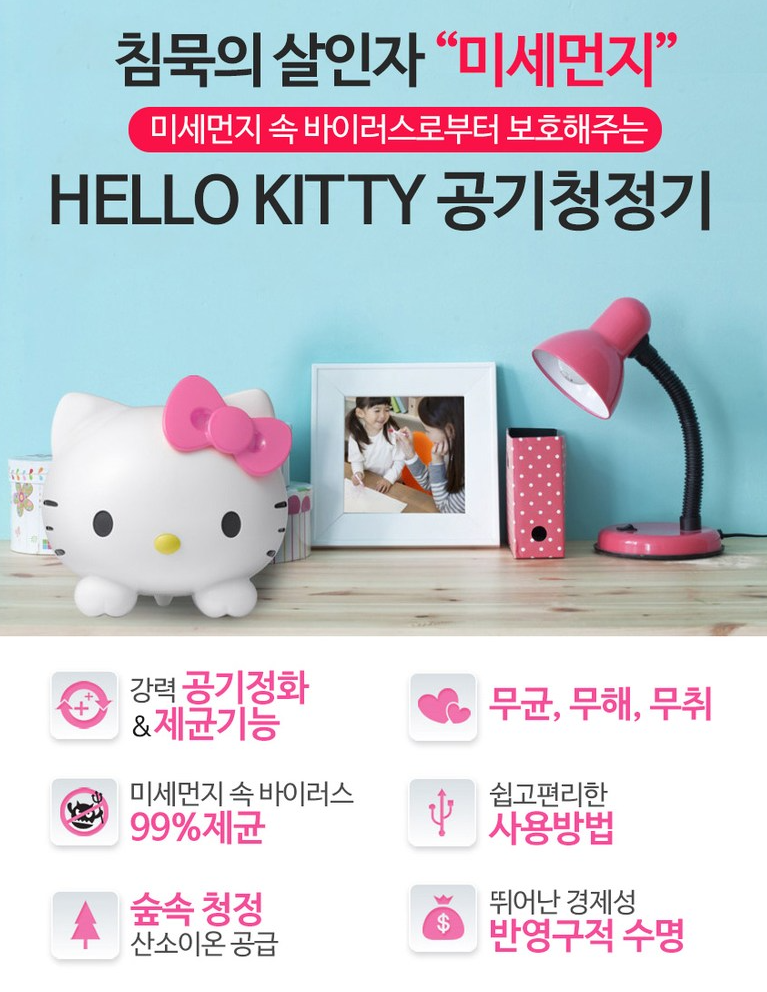 침묵의 살인자 “미세먼지”
미세먼지 속 바이러스로부터 보호해주는
HELLO KITTY 공기청정기
강력 공기정화
&제균기능
무균, 무해, 무취
미세먼지 속 바이러스
99%제균
쉽고편리한
사용방법
숲속 청정
산소이온 공급
뛰어난 경제성
반영구적 수명